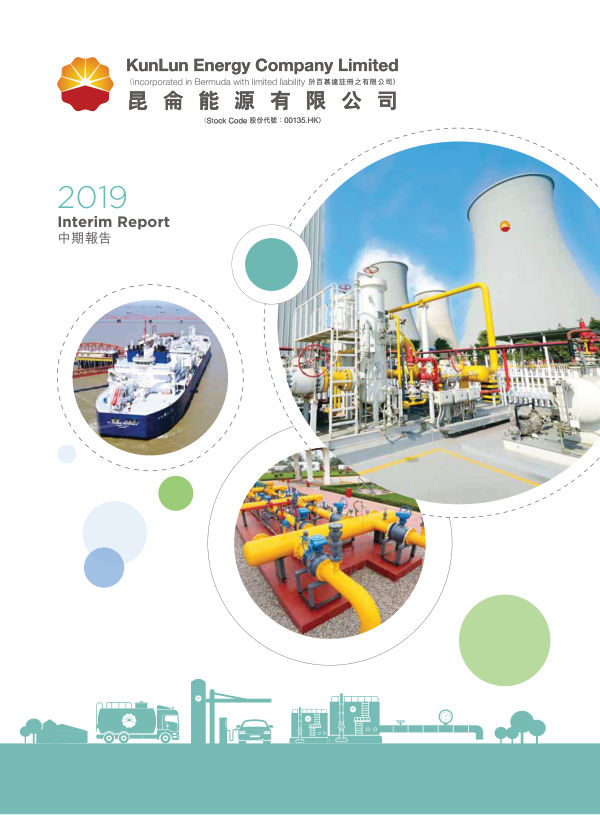 KunLun Energy Company Limited
(incorporated in Bermuda with limited liability 於百慕達註冊之有限公司)
昆侖能源有限公司
(Stock Code 股份代號：00135.HK)
2019
Interim Report
中期報告